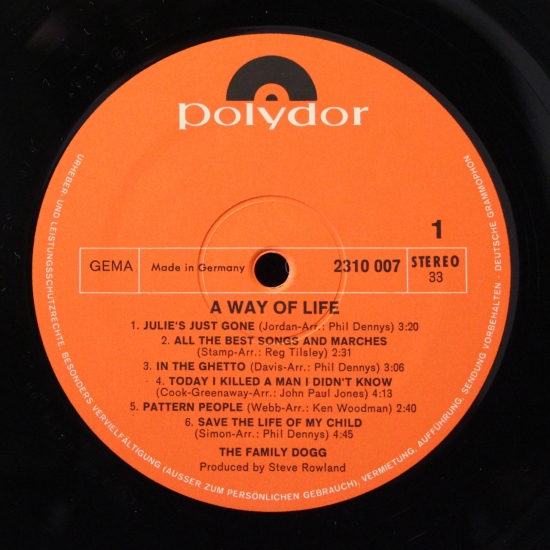 polydor
1
GEMA
Made in Germany
2310 007
STEREO
33
A WAY OF LIFE
1. JULIE'S JUST GONE (Jordan-Arr.: Phil Dennys) 3:20
2. ALL THE BEST SONGS AND MARCHES
(Stamp-Arr.: Reg Tilsley) 2:31
3. IN THE GHETTO (Davis-Arr.: Phil Dennys) 3:06
4. TODAY I KILLED A MAN I DIDN'T KNOW
(Cook-Greenaway-Arr.: John Paul Jones) 4:13
5. PATTERN PEOPLE (Webb-Arr.: Ken Woodman) 2:40
6. SAVE THE LIFE OF MY CHILD
(Simon-Arr.: Phil Dennys) 4:45
THE FAMILY DOGG
Produced by Steve Rowland
URHEBER- UND LEISTUNGSSCHUTZRECHTE, BESONDERS VERVIELFÄLTIGUNG (AUSSER ZUM PERSÖNLICHEN GEBRAUCH), VERMIETUNG, AUFFÜHRUNG, SENDUNG VORBEHALTEN · DEUTSCHE GRAMMOPHON